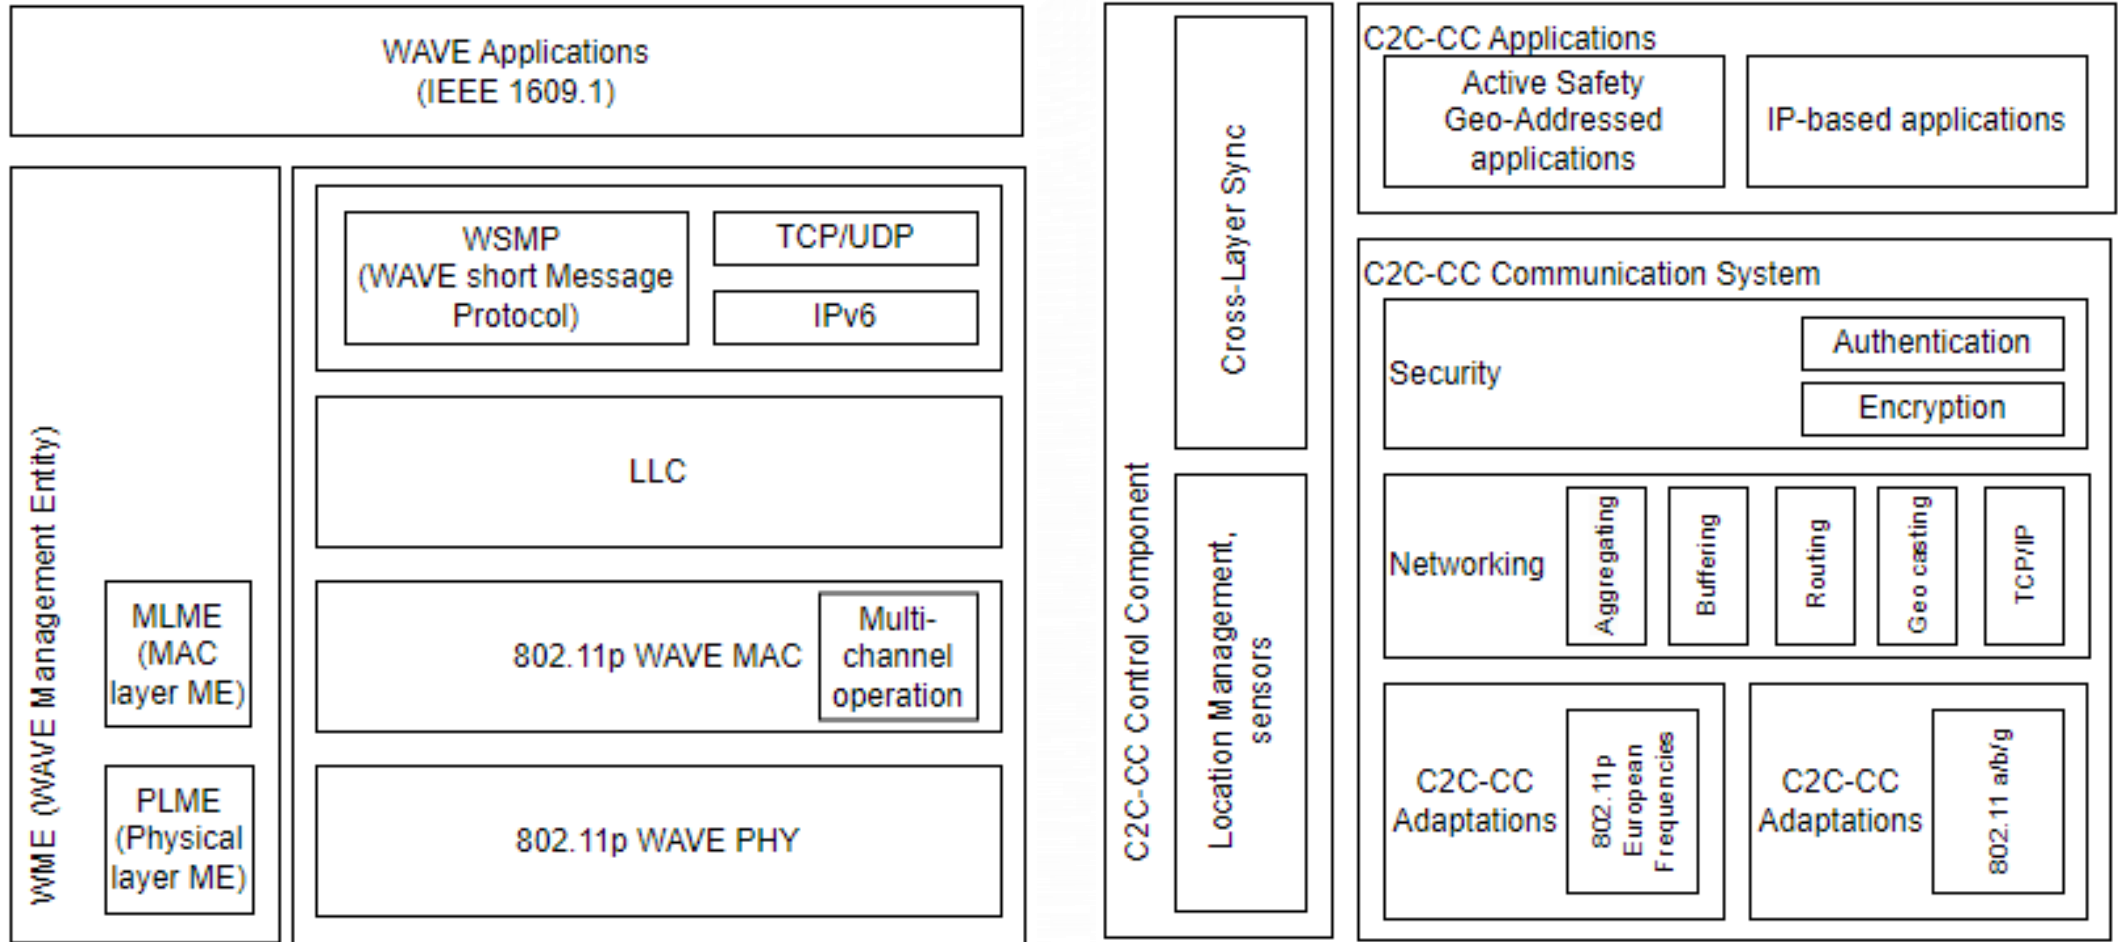 WAVE Applications
(IEEE 1609.1)
WME (WAVE Management Entity)
MLME
(MAC
layer ME)
PLME
(Physical
layer ME)
WSMP
(WAVE short Message
Protocol)
TCP/UDP
IPv6
LLC
802.11p WAVE MAC
Multi-
channel
operation
802.11p WAVE PHY
C2C-CC Control Component
Cross-Layer Sync
Location Management,
sensors
C2C-CC Applications
Active Safety
Geo-Addressed
applications
IP-based applications
C2C-CC Communication System
Security
Authentication
Encryption
Networking
Aggregating
Buffering
Routing
Geo casting
TCP/IP
C2C-CC
Adaptations
802.11p
European
Frequencies
C2C-CC
Adaptations
802.11 a/b/g